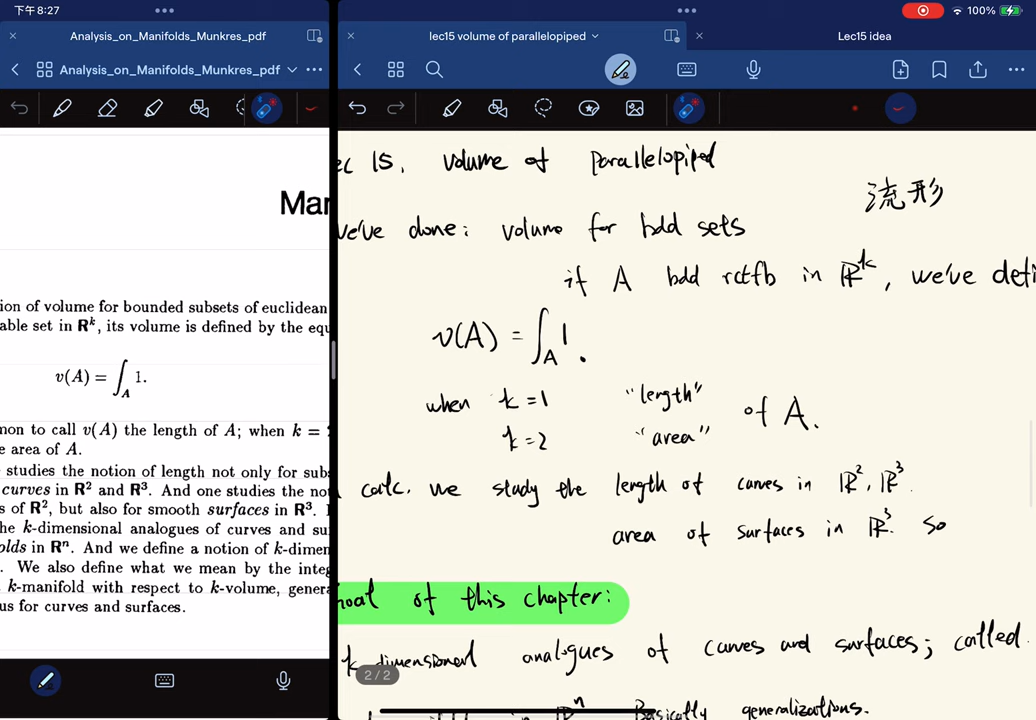 下午8:27
100%
Analysis_on_Manifolds_Munkres_pdf
Analysis_on_Manifolds_Munkres_pdf
Man
ion of volume for bounded subsets of euclidean
able set in R^k, its volume is defined by the equ
v(A) = ∫_A 1.
mon to call v(A) the length of A; when k =
e area of A.
studies the notion of length not only for sub
curves in R² and R³. And one studies the no
s of R², but also for smooth surfaces in R³.
he k-dimensional analogues of curves and su
olds in Rⁿ. And we define a notion of k-dimen
. We also define what we mean by the integ
k-manifold with respect to k-volume, genera
us for curves and surfaces.
lec15 volume of parallelopiped
Lec15 idea
ec 15. Volume of Parallelopiped
流形
we've done: volume for bdd sets
if A bdd rctfb in ℝ^k, we've defi
v(A) = ∫_A 1.
when k=1 "length" of A.
k=2 "area"
calc. we study the length of curves in ℝ², ℝ³.
area of surfaces in ℝ³. so
goal of this chapter:
k-dimensional analogues of curves and surfaces; called
2/2
in ℝⁿ Basically generalizations.